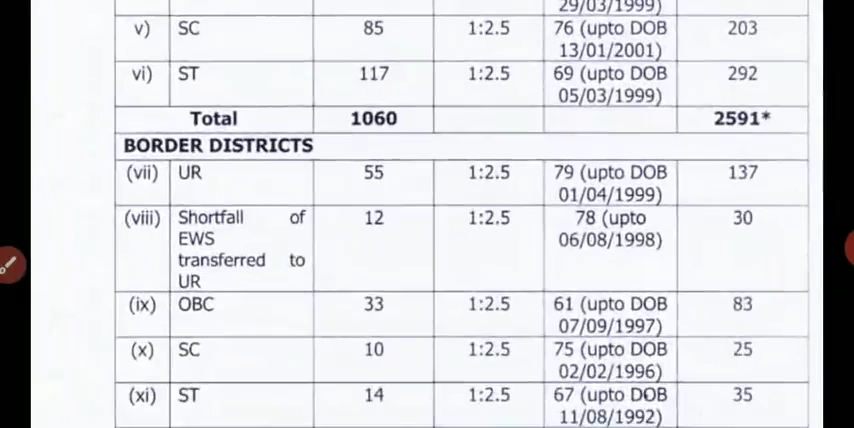 29/03/1999)
v) SC 85 1:2.5 76 (upto DOB 203
13/01/2001)
vi) ST 117 1:2.5 69 (upto DOB 292
05/03/1999)
Total 1060 2591*
BORDER DISTRICTS
(vii) UR 55 1:2.5 79 (upto DOB 137
01/04/1999)
(viii) Shortfall of 12 1:2.5 78 (upto 30
EWS 06/08/1998)
transferred to
UR
(ix) OBC 33 1:2.5 61 (upto DOB 83
07/09/1997)
(x) SC 10 1:2.5 75 (upto DOB 25
02/02/1996)
(xi) ST 14 1:2.5 67 (upto DOB 35
11/08/1992)